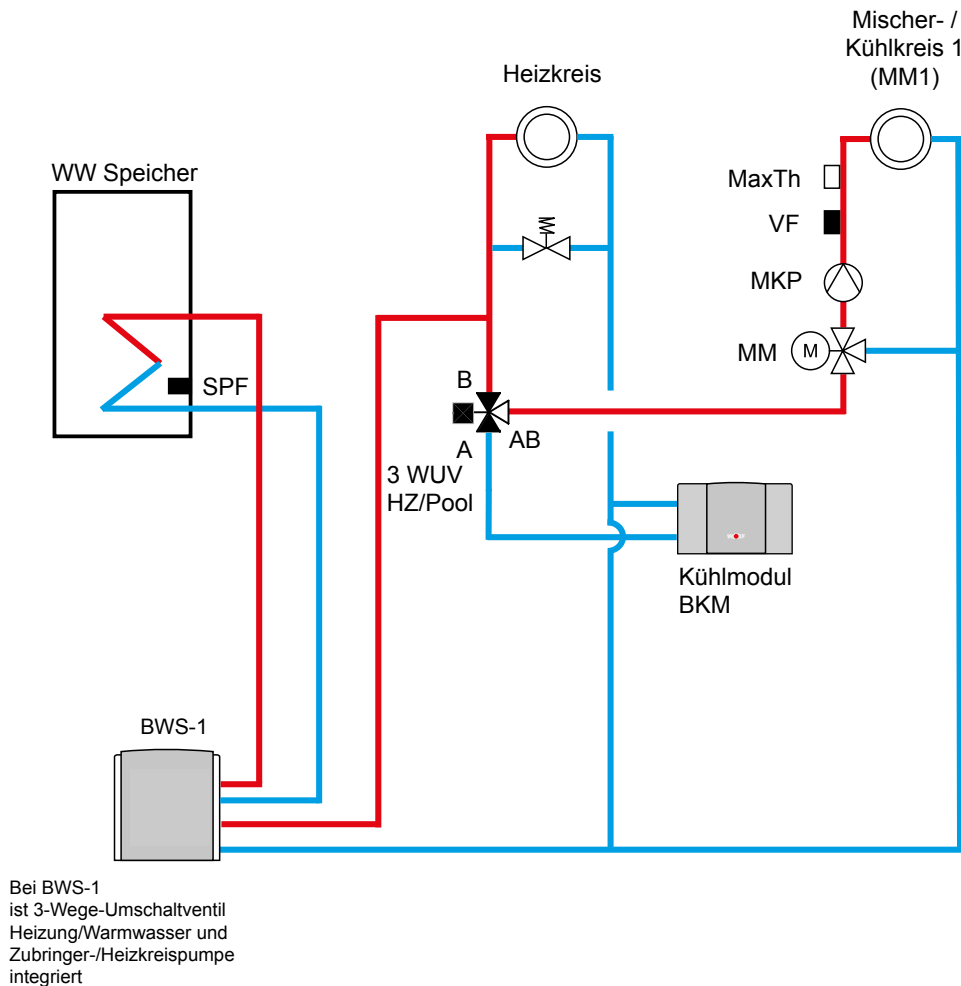 Mischer- /
Kühlkreis 1
(MM1)
Heizkreis
WW Speicher
MaxTh
VF
MKP
MM
M
SPF
B
A
AB
3 WUV
HZ/Pool
Kühlmodul
BKM
BWS-1
Bei BWS-1
ist 3-Wege-Umschaltventil
Heizung/Warmwasser und
Zubringer-/Heizkreispumpe
integriert